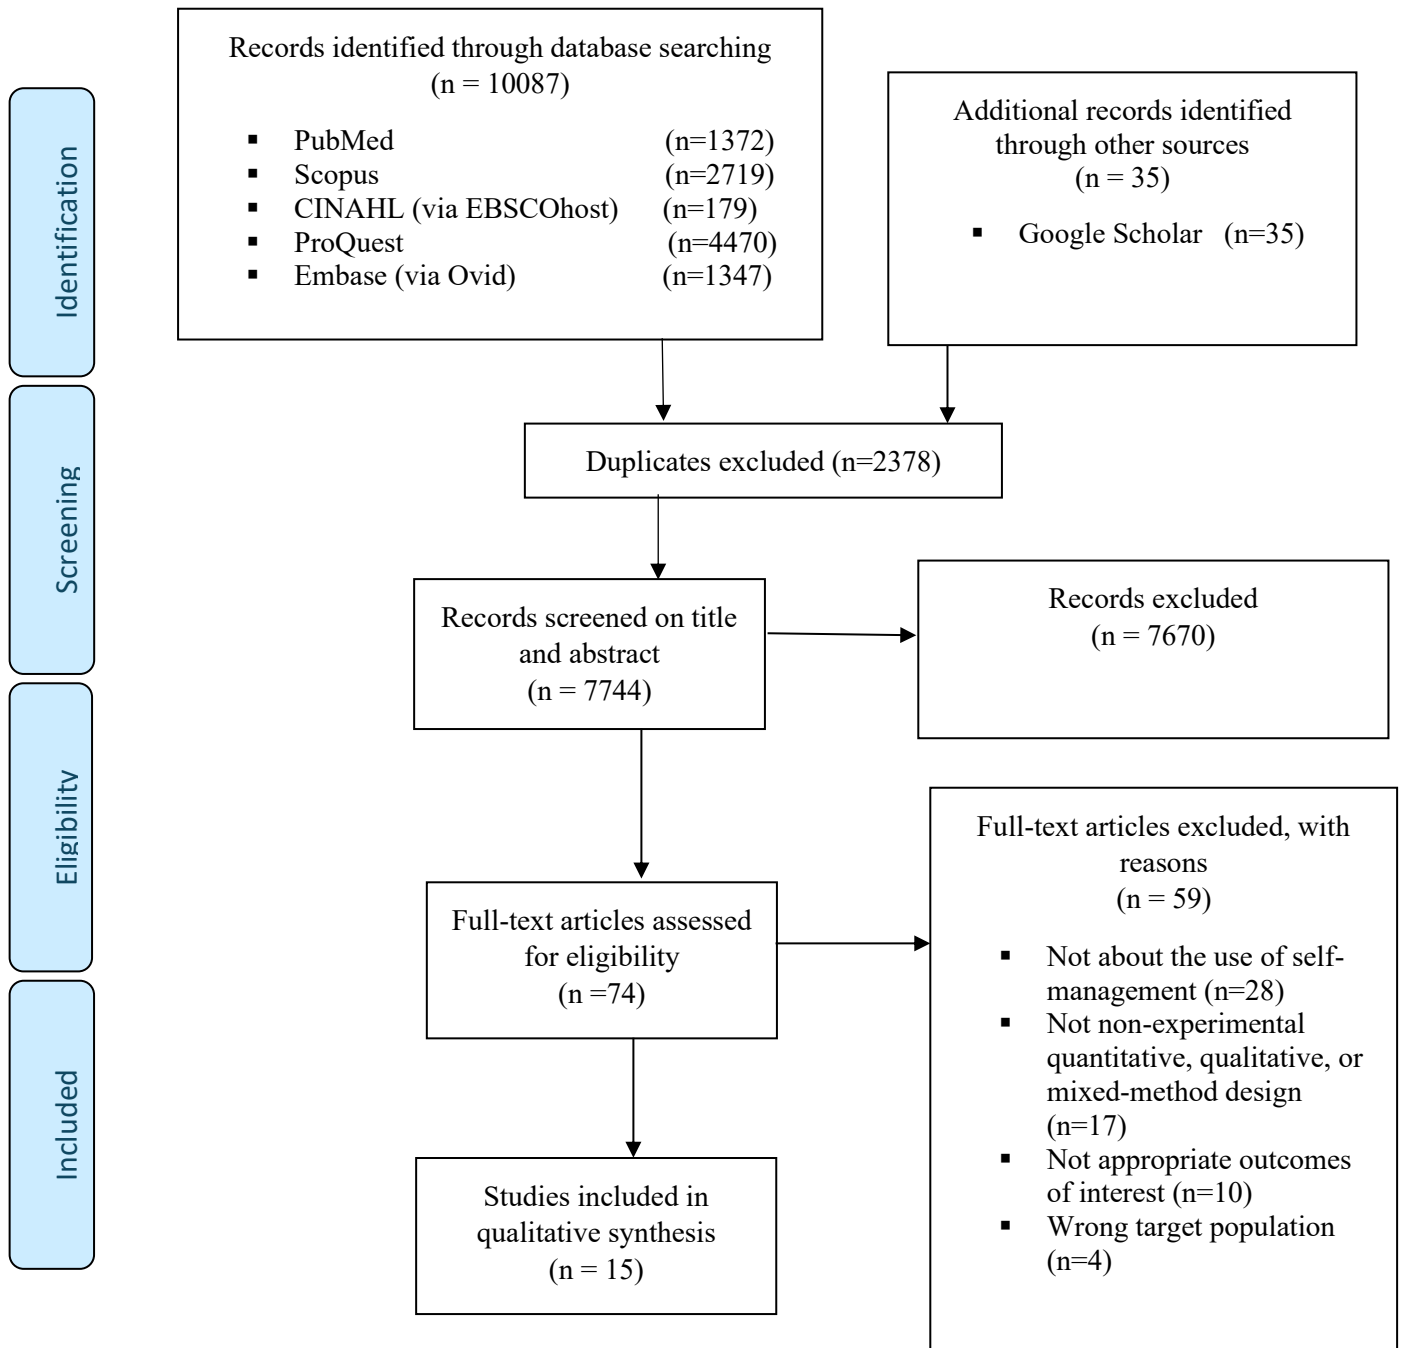 Identification
Records identified through database searching
(n = 10087)
▪ PubMed (n=1372)
▪ Scopus (n=2719)
▪ CINAHL (via EBSCOhost) (n=179)
▪ ProQuest (n=4470)
▪ Embase (via Ovid) (n=1347)
Additional records identified
through other sources
(n = 35)
▪ Google Scholar (n=35)
Screening
Duplicates excluded (n=2378)
Records screened on title
and abstract
(n = 7744)
Records excluded
(n = 7670)
Eligibility
Full-text articles assessed
for eligibility
(n =74)
Full-text articles excluded, with
reasons
(n = 59)
▪ Not about the use of self-
management (n=28)
▪ Not non-experimental
quantitative, qualitative, or
mixed-method design
(n=17)
▪ Not appropriate outcomes
of interest (n=10)
▪ Wrong target population
(n=4)
Included
Studies included in
qualitative synthesis
(n = 15)